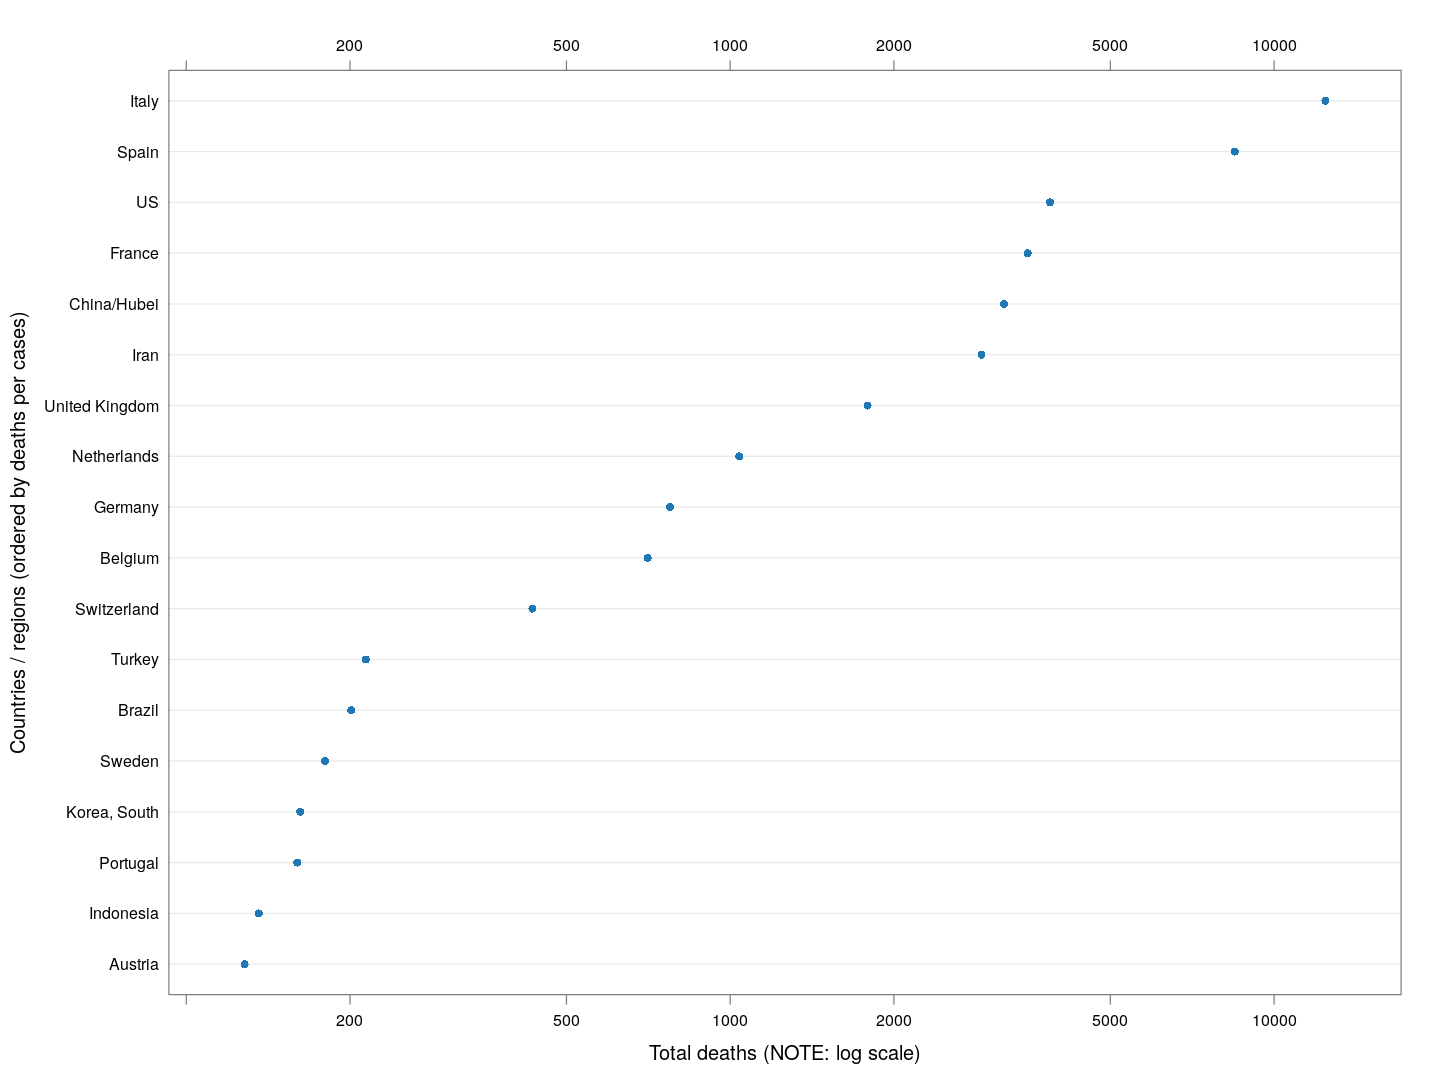 200 500 1000 2000 5000 10000
Italy
Spain
US
France
China/Hubei
Iran
United Kingdom
Netherlands
Germany
Belgium
Switzerland
Turkey
Brazil
Sweden
Korea, South
Portugal
Indonesia
Austria
Countries / regions (ordered by deaths per cases)
200 500 1000 2000 5000 10000
Total deaths (NOTE: log scale)